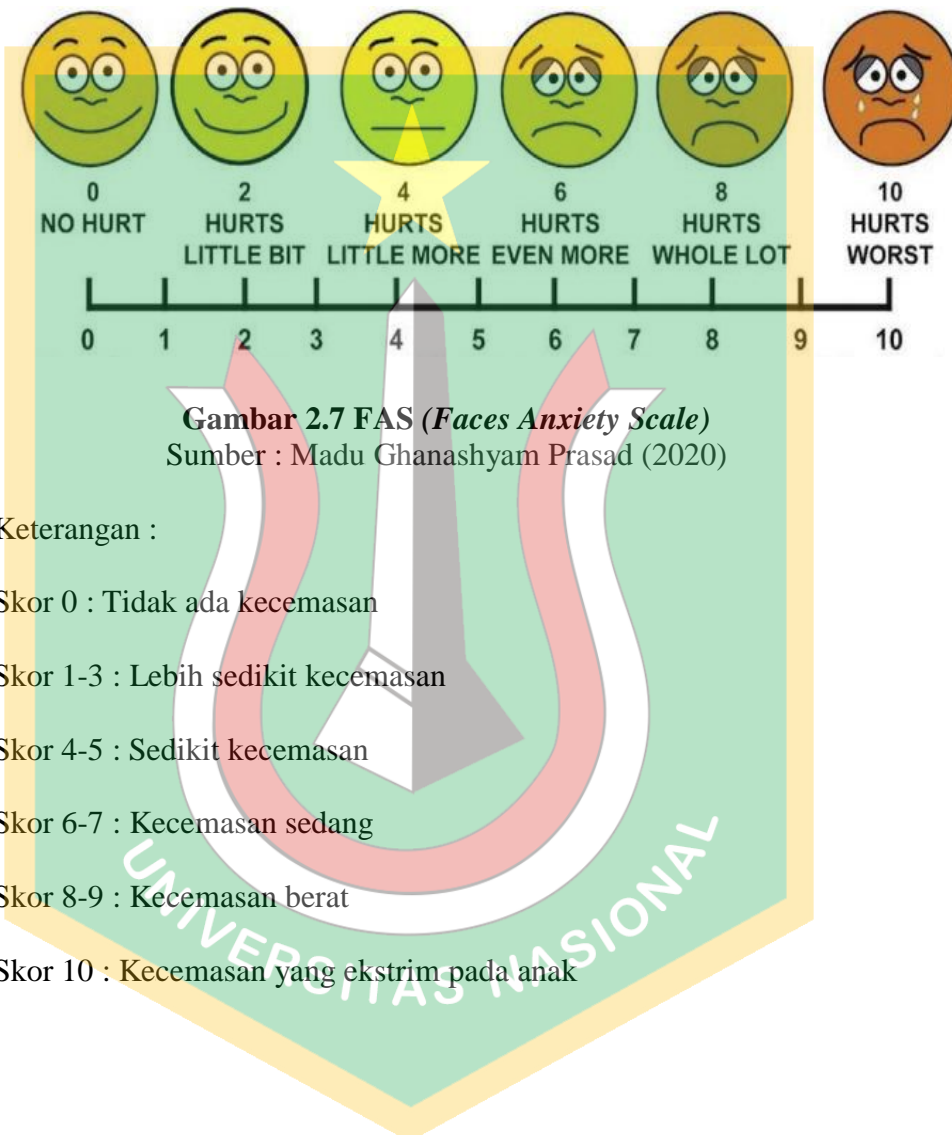 0 2 4 6 8 10
NO HURT HURTS HURTS HURTS HURTS HURTS
LITTLE BIT LITTLE MORE EVEN MORE WHOLE LOT WORST
0 1 2 3 4 5 6 7 8 9 10
Gambar 2.7 FAS (Faces Anxiety Scale)
Sumber : Madu Ghanashyam Prasad (2020)
Keterangan :
Skor 0 : Tidak ada kecemasan
Skor 1-3 : Lebih sedikit kecemasan
Skor 4-5 : Sedikit kecemasan
Skor 6-7 : Kecemasan sedang
Skor 8-9 : Kecemasan berat
Skor 10 : Kecemasan yang ekstrim pada anak
UNIVERSITAS NASIONAL